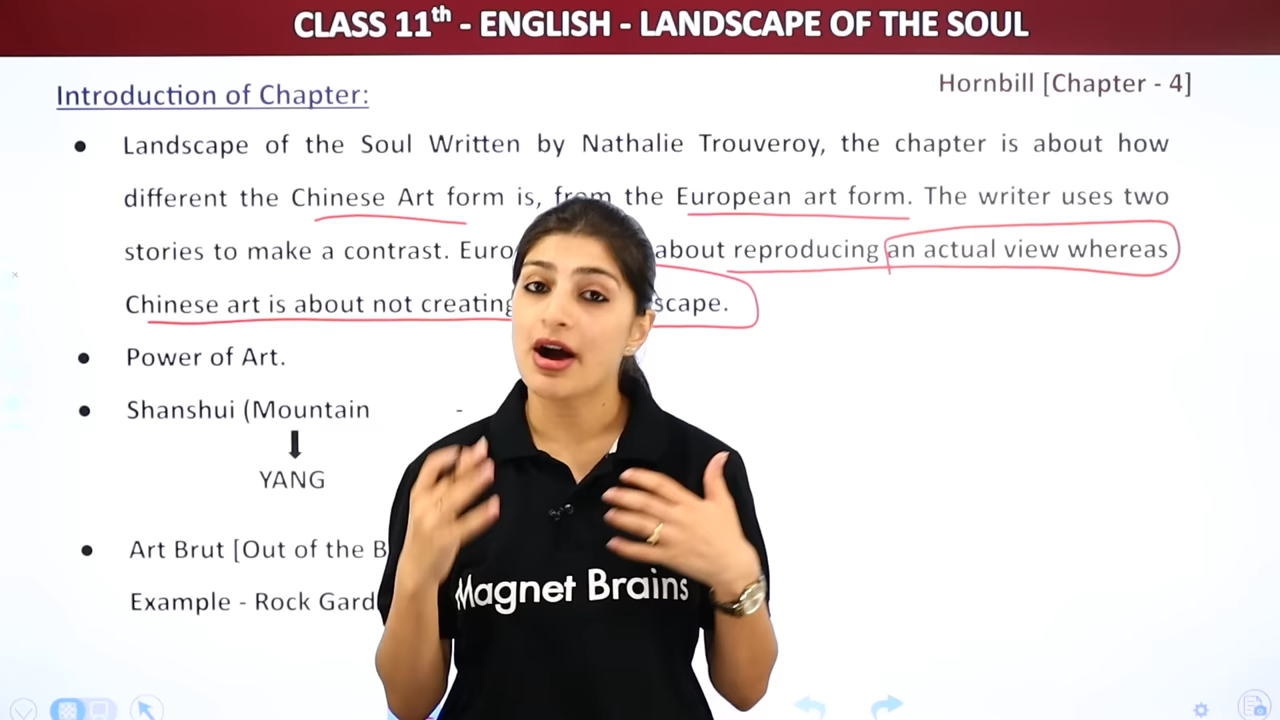 CLASS 11th - ENGLISH - LANDSCAPE OF THE SOUL
Hornbill [Chapter - 4]
Introduction of Chapter:
● Landscape of the Soul Written by Nathalie Trouveroy, the chapter is about how
different the Chinese Art form is, from the European art form. The writer uses two
stories to make a contrast. Euro about reproducing an actual view whereas
Chinese art is about not creating scape.
● Power of Art.
● Shanshui (Mountain -
YANG
● Art Brut [Out of the B
Example - Rock Gard
Magnet Brains